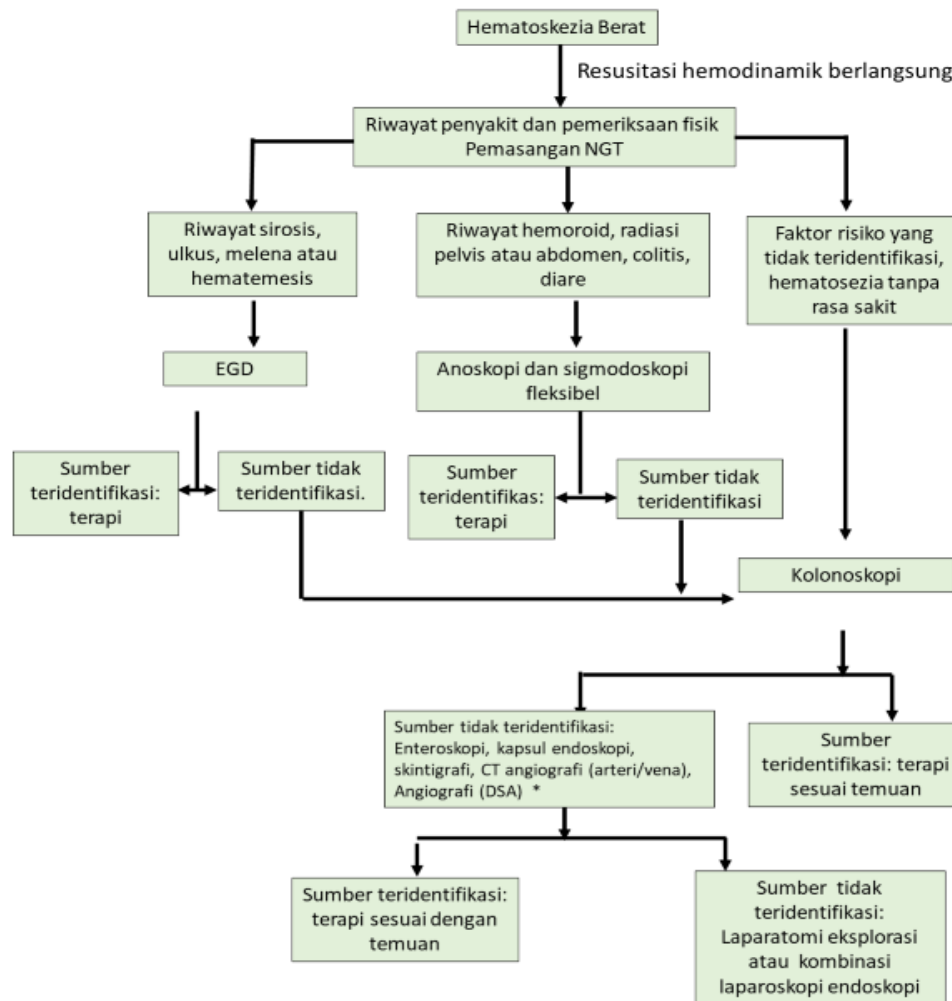 Hematoskezia Berat
Resusitasi hemodinamik berlangsung
Riwayat penyakit dan pemeriksaan fisik
Pemasangan NGT
Riwayat sirosis,
ulkus, melena atau
hematemesis
Riwayat hemoroid, radiasi
pelvis atau abdomen, colitis,
diare
Faktor risiko yang
tidak teridentifikasi,
hematosezia tanpa
rasa sakit
EGD
Anoskopi dan sigmodoskopi
fleksibel
Sumber
teridentifikasi:
terapi
Sumber tidak
teridentifikasi.
Sumber
teridentifikas:
terapi
Sumber tidak
teridentifikasi
Kolonoskopi
Sumber tidak teridentifikasi:
Enteroskopi, kapsul endoskopi,
skintigrafi, CT angiografi (arteri/vena),
Angiografi (DSA) *
Sumber
teridentifikasi: terapi
sesuai temuan
Sumber teridentifikasi:
terapi sesuai dengan
temuan
Sumber tidak
teridentifikasi:
Laparatomi eksplorasi
atau kombinasi
laparoskopi endoskopi